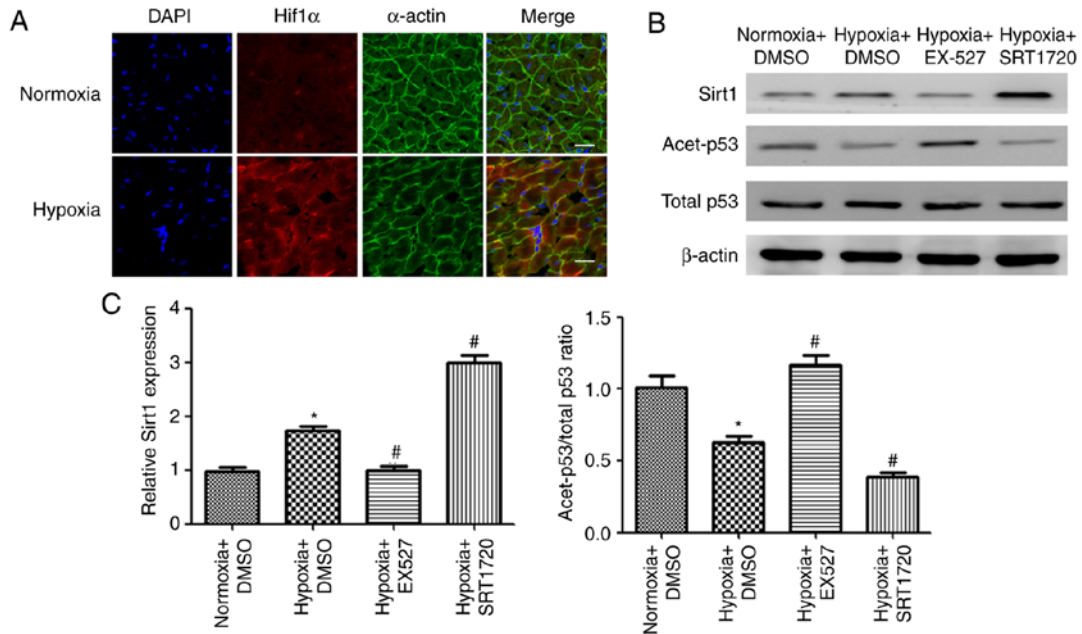 A
DAPI Hif1α α-actin Merge
Normoxia
Hypoxia
B
Normoxia+ Hypoxia+ Hypoxia+ Hypoxia+
DMSO DMSO EX-527 SRT1720
Sirt1
Acet-p53
Total p53
β-actin
C
Relative Sirt1 expression
4
3
2
1
0
*
#
#
Normoxia+
DMSO
Hypoxia+
DMSO
Hypoxia+
EX527
Hypoxia+
SRT1720
Acet-p53/total p53 ratio
1.5
1.0
0.5
0.0
*
#
#
Normoxia+
DMSO
Hypoxia+
DMSO
Hypoxia+
EX527
Hypoxia+
SRT1720